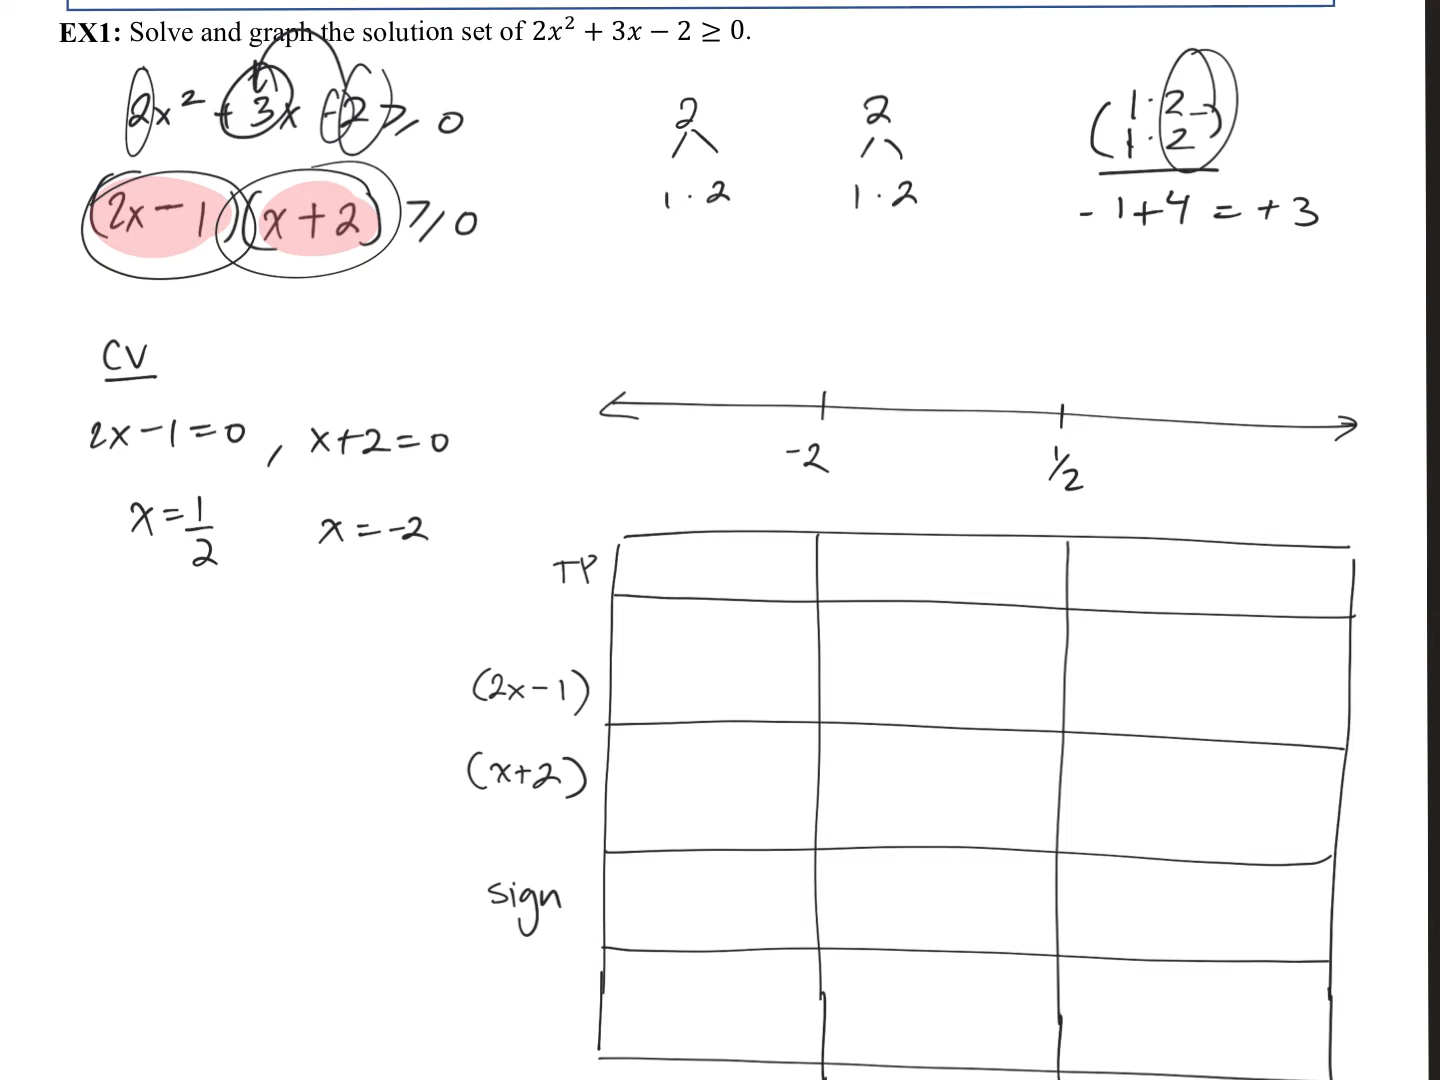 EX1: Solve and graph the solution set of 2x² + 3x − 2 ≥ 0.
2x² + 3x − 2 ≥ 0
2 2
1 · 2 1 · 2
(1 · 2 −)
(1 · 2)
− 1 + 4 = + 3
(2x − 1)(x + 2) ≥ 0
CV
2x − 1 = 0 , x + 2 = 0
x = 1/2 x = −2
−2 1/2
TP
(2x − 1)
(x + 2)
Sign